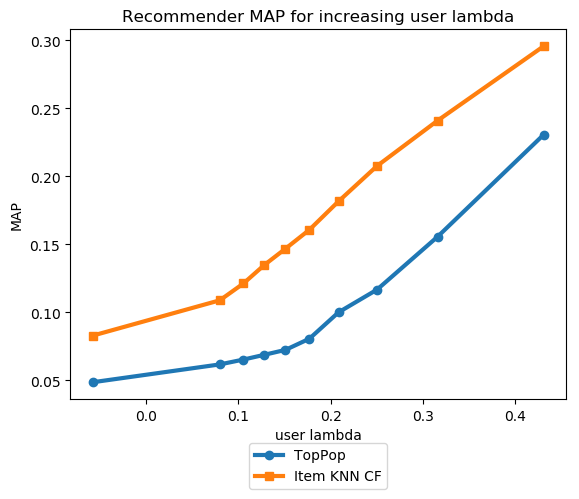 Recommender MAP for increasing user lambda
0.30
0.25
0.20
0.15
0.10
0.05
MAP
0.0 0.1 0.2 0.3 0.4
user lambda
TopPop
Item KNN CF